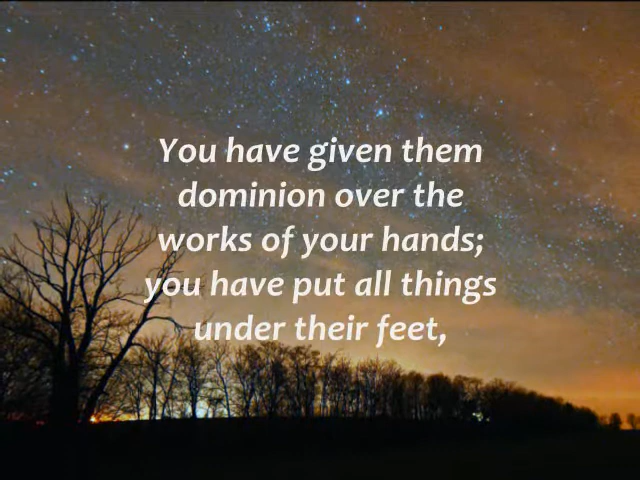 You have given them
dominion over the
works of your hands;
you have put all things
under their feet,